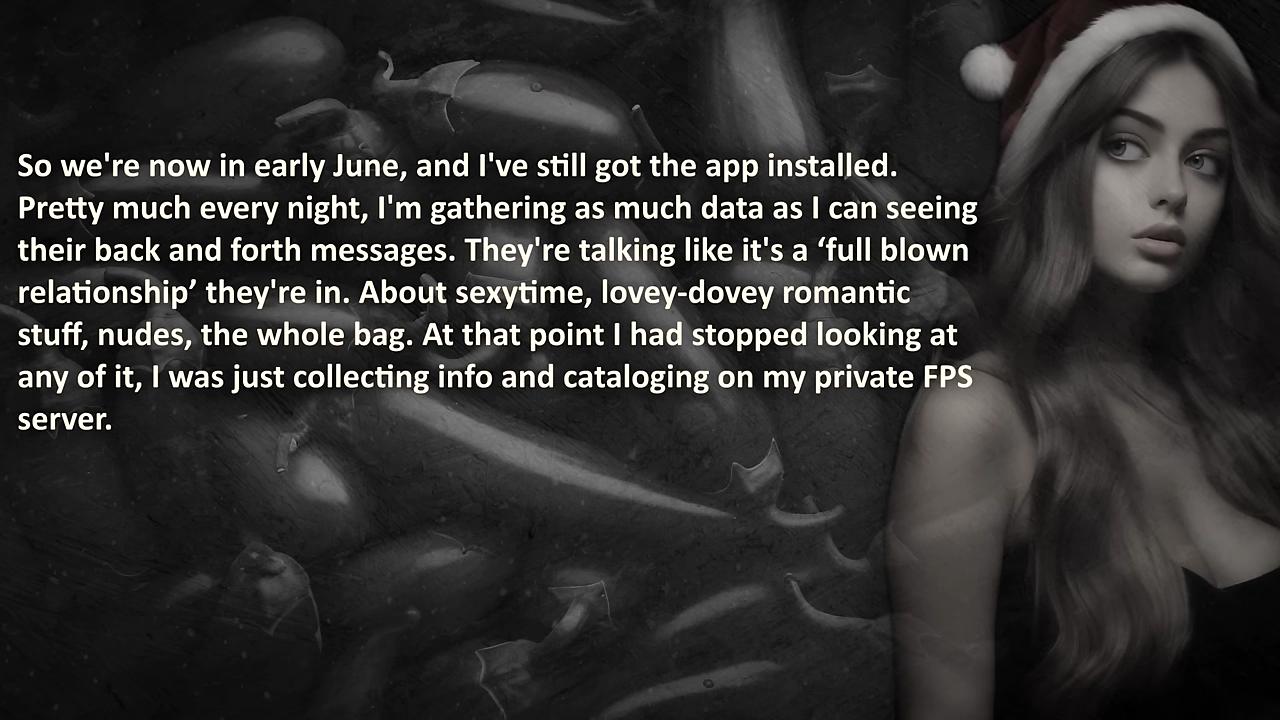 So we're now in early June, and I've still got the app installed.
Pretty much every night, I'm gathering as much data as I can seeing
their back and forth messages. They're talking like it's a ‘full blown
relationship’ they're in. About sexytime, lovey-dovey romantic
stuff, nudes, the whole bag. At that point I had stopped looking at
any of it, I was just collecting info and cataloging on my private FPS
server.